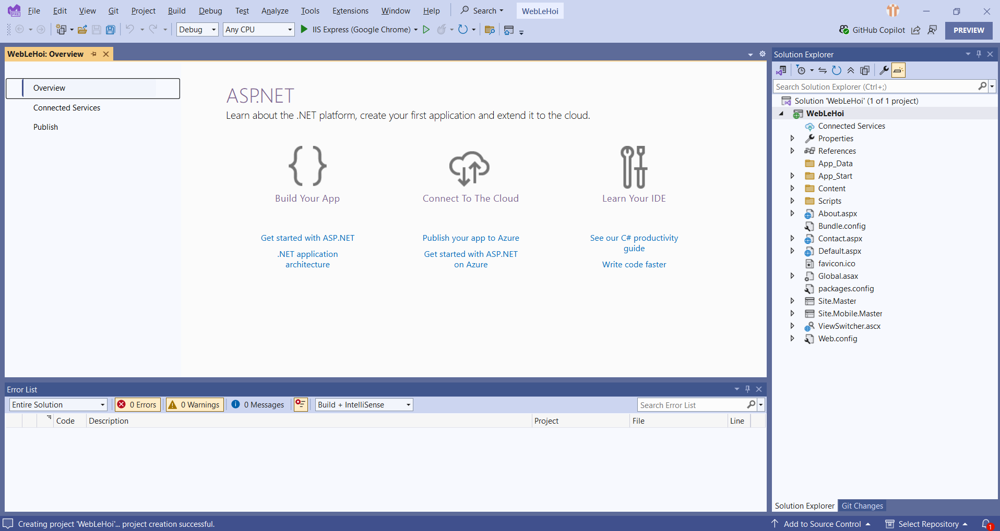 File Edit View Git Project Build Debug Test Analyze Tools Extensions Window Help Search WebLeHoi
PRE
Debug Any CPU IIS Express (Google Chrome) GitHub Copilot PREVIEW
WebLeHoi: Overview
Overview
Connected Services
Publish
ASP.NET
Learn about the .NET platform, create your first application and extend it to the cloud.
Build Your App
Get started with ASP.NET
.NET application
architecture
Connect To The Cloud
Publish your app to Azure
Get started with ASP.NET
on Azure
Learn Your IDE
See our C# productivity
guide
Write code faster
Error List
Entire Solution 0 Errors 0 Warnings 0 Messages Build + IntelliSense Search Error List
Code Description Project File Line
Solution Explorer
Search Solution Explorer (Ctrl+;)
Solution 'WebLeHoi' (1 of 1 project)
WebLeHoi
Connected Services
Properties
References
App_Data
App_Start
Content
Scripts
About.aspx
Bundle.config
Contact.aspx
Default.aspx
favicon.ico
Global.asax
packages.config
Site.Master
Site.Mobile.Master
ViewSwitcher.ascx
Web.config
Solution Explorer Git Changes
Creating project 'WebLeHoi'... project creation successful. Add to Source Control Select Repository 1